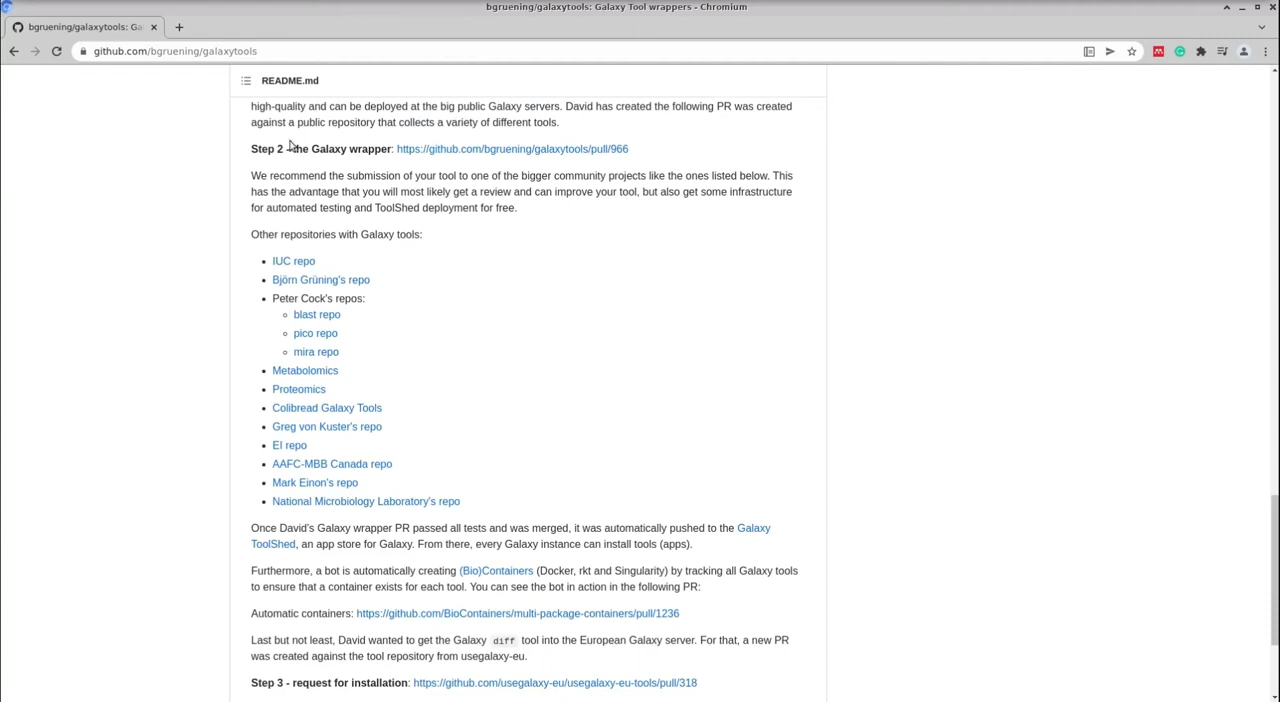 bgruening/galaxytools: Galaxy Tool wrappers - Chromium
bgruening/galaxytools: Ga
github.com/bgruening/galaxytools
README.md
high-quality and can be deployed at the big public Galaxy servers. David has created the following PR was created
against a public repository that collects a variety of different tools.
Step 2 - the Galaxy wrapper: https://github.com/bgruening/galaxytools/pull/966
We recommend the submission of your tool to one of the bigger community projects like the ones listed below. This
has the advantage that you will most likely get a review and can improve your tool, but also get some infrastructure
for automated testing and ToolShed deployment for free.
Other repositories with Galaxy tools:
IUC repo
Björn Grüning's repo
Peter Cock's repos:
blast repo
pico repo
mira repo
Metabolomics
Proteomics
Colibread Galaxy Tools
Greg von Kuster's repo
EI repo
AAFC-MBB Canada repo
Mark Einon's repo
National Microbiology Laboratory's repo
Once David's Galaxy wrapper PR passed all tests and was merged, it was automatically pushed to the Galaxy
ToolShed, an app store for Galaxy. From there, every Galaxy instance can install tools (apps).
Furthermore, a bot is automatically creating (Bio)Containers (Docker, rkt and Singularity) by tracking all Galaxy tools
to ensure that a container exists for each tool. You can see the bot in action in the following PR:
Automatic containers: https://github.com/BioContainers/multi-package-containers/pull/1236
Last but not least, David wanted to get the Galaxy diff tool into the European Galaxy server. For that, a new PR
was created against the tool repository from usegalaxy-eu.
Step 3 - request for installation: https://github.com/usegalaxy-eu/usegalaxy-eu-tools/pull/318